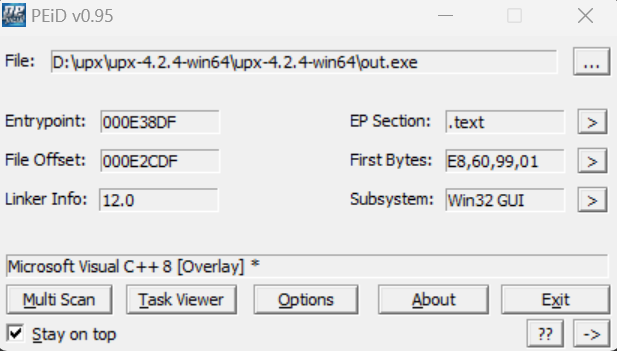 PEiD v0.95
File: D:\upx\upx-4.2.4-win64\upx-4.2.4-win64\out.exe ...
Entrypoint: 000E38DF EP Section: .text >
File Offset: 000E2CDF First Bytes: E8,60,99,01 >
Linker Info: 12.0 Subsystem: Win32 GUI >
Microsoft Visual C++ 8 [Overlay] *
Multi Scan Task Viewer Options About Exit
Stay on top ?? ->